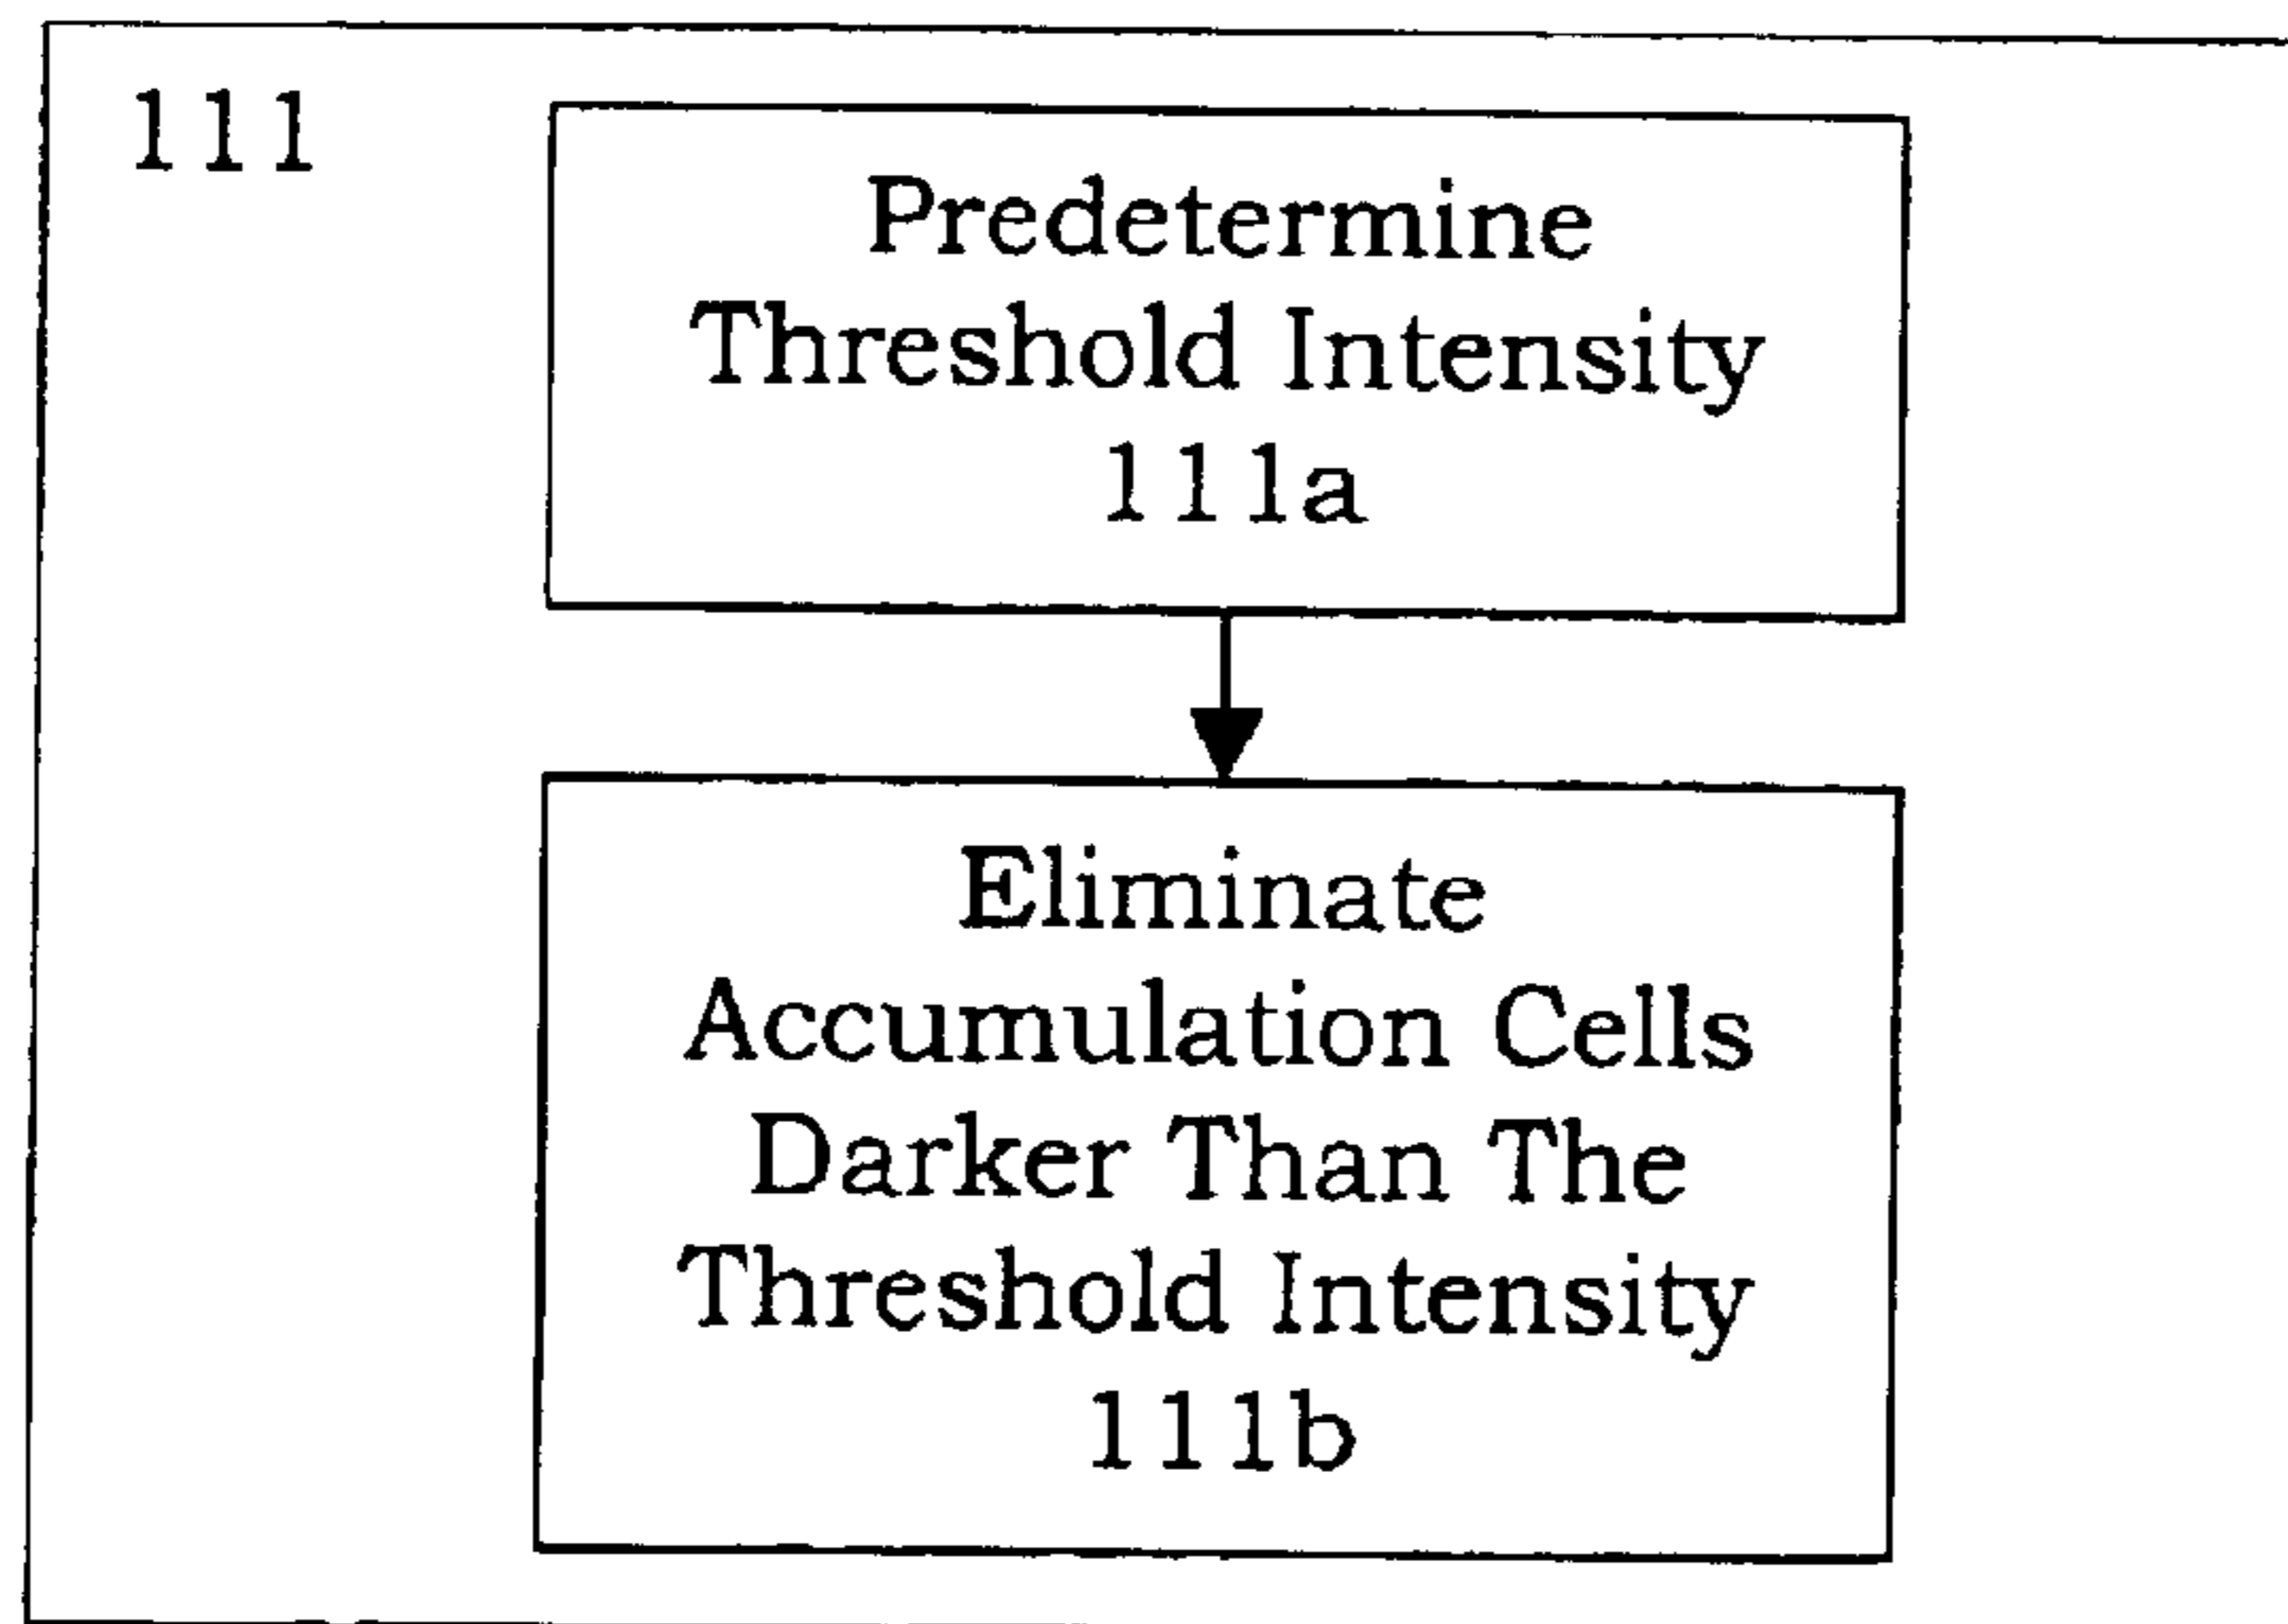 111
Predetermine
Threshold Intensity
111a
Eliminate
Accumulation Cells
Darker Than The
Threshold Intensity
111b